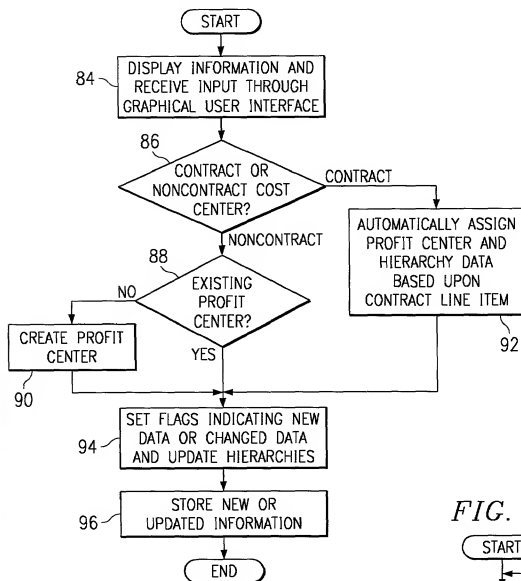 START
84
DISPLAY INFORMATION AND
RECEIVE INPUT THROUGH
GRAPHICAL USER INTERFACE
86
CONTRACT OR
NONCONTRACT COST
CENTER?
CONTRACT
NONCONTRACT
AUTOMATICALLY ASSIGN
PROFIT CENTER AND
HIERARCHY DATA
BASED UPON
CONTRACT LINE ITEM
92
88
EXISTING
PROFIT
CENTER?
NO
YES
CREATE PROFIT
CENTER
90
94
SET FLAGS INDICATING NEW
DATA OR CHANGED DATA
AND UPDATE HIERARCHIES
96
STORE NEW OR
UPDATED INFORMATION
END
FIG.
START